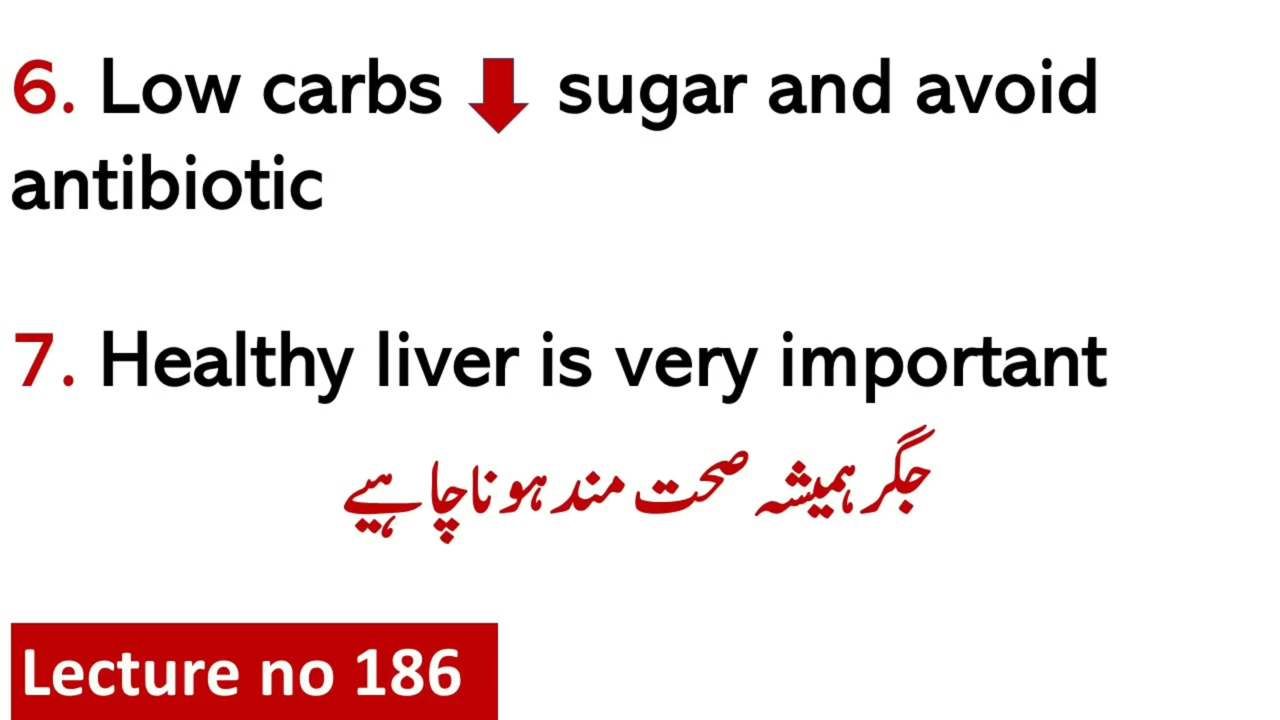 6. Low carbs ⬇ sugar and avoid
antibiotic
7. Healthy liver is very important
جگر ہمیشہ صحت مند ہونا چاہیے
Lecture no 186